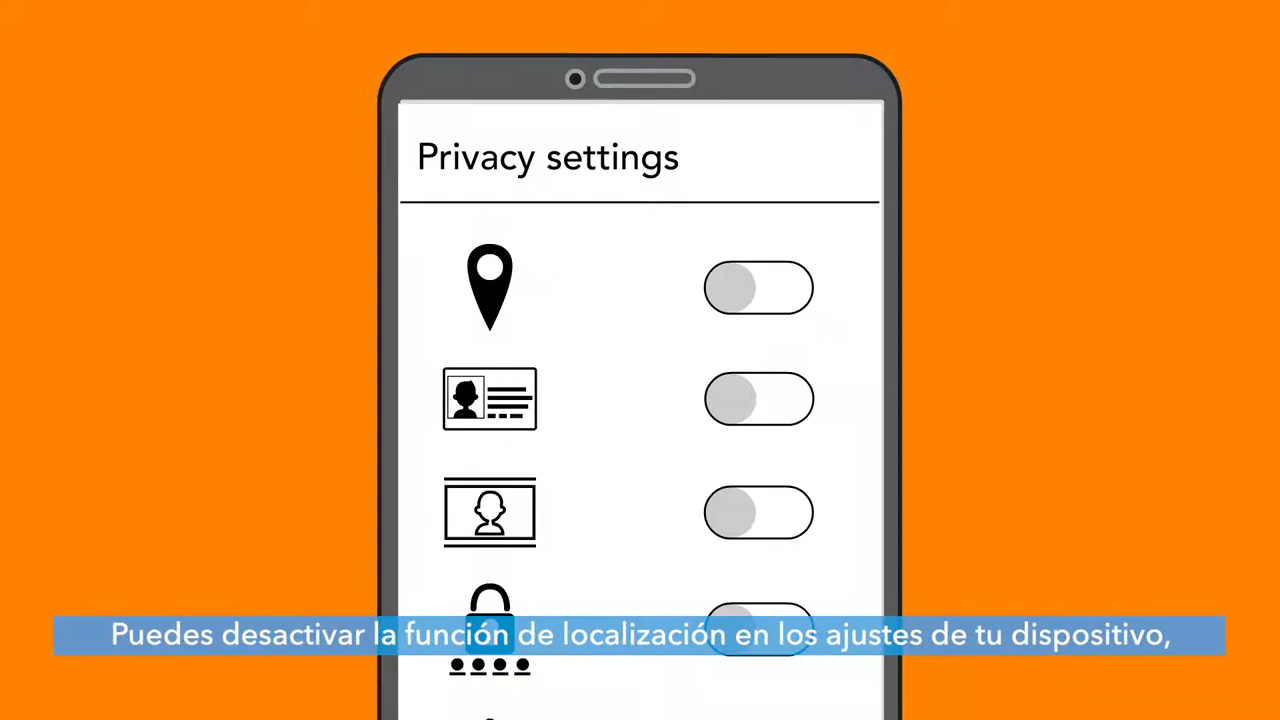 Privacy settings
Puedes desactivar la función de localización en los ajustes de tu dispositivo,